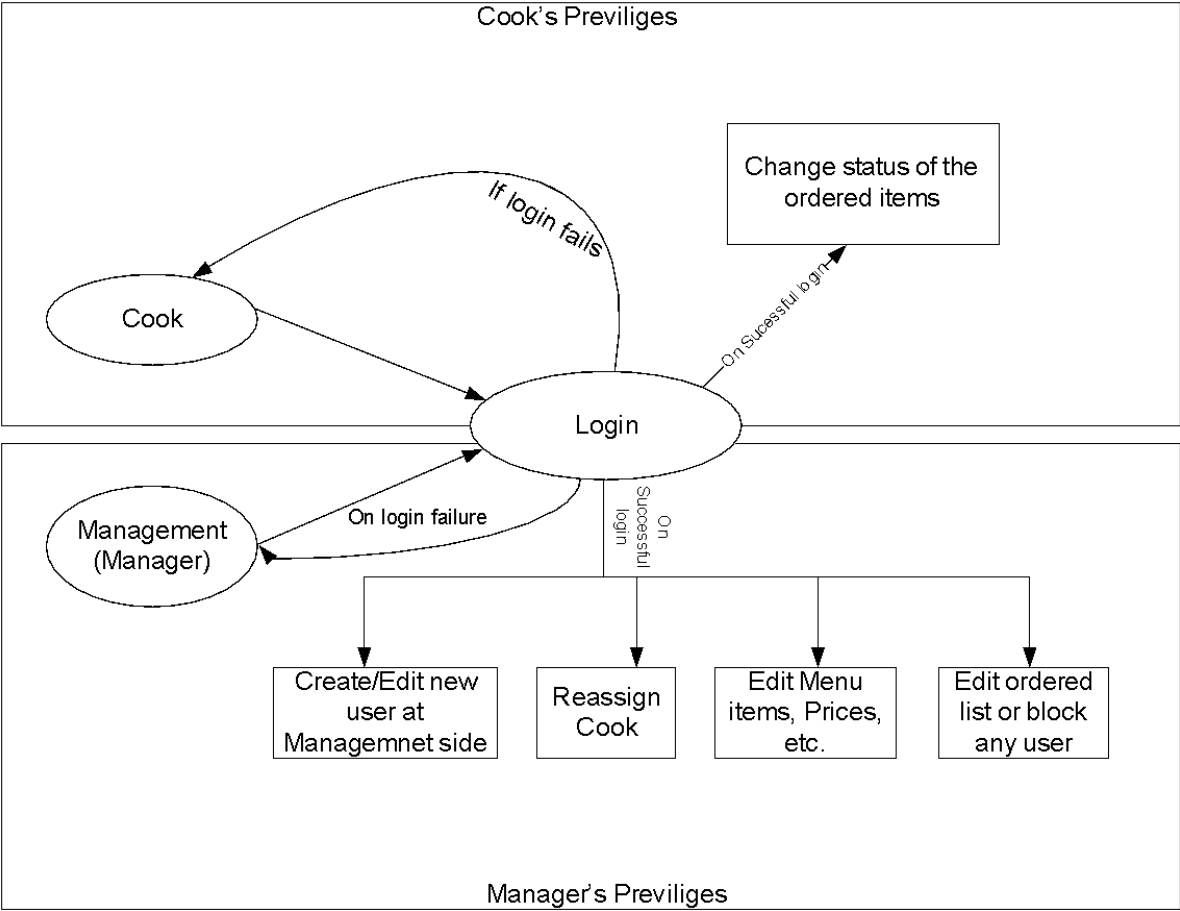 Cook's Previliges
Change status of the
ordered items
If login fails
On Sucessful login
Cook
Login
Management
(Manager)
On login failure
On
Successful
login
Create/Edit new
user at
Managemnet side
Reassign
Cook
Edit Menu
items, Prices,
etc.
Edit ordered
list or block
any user
Manager's Previliges